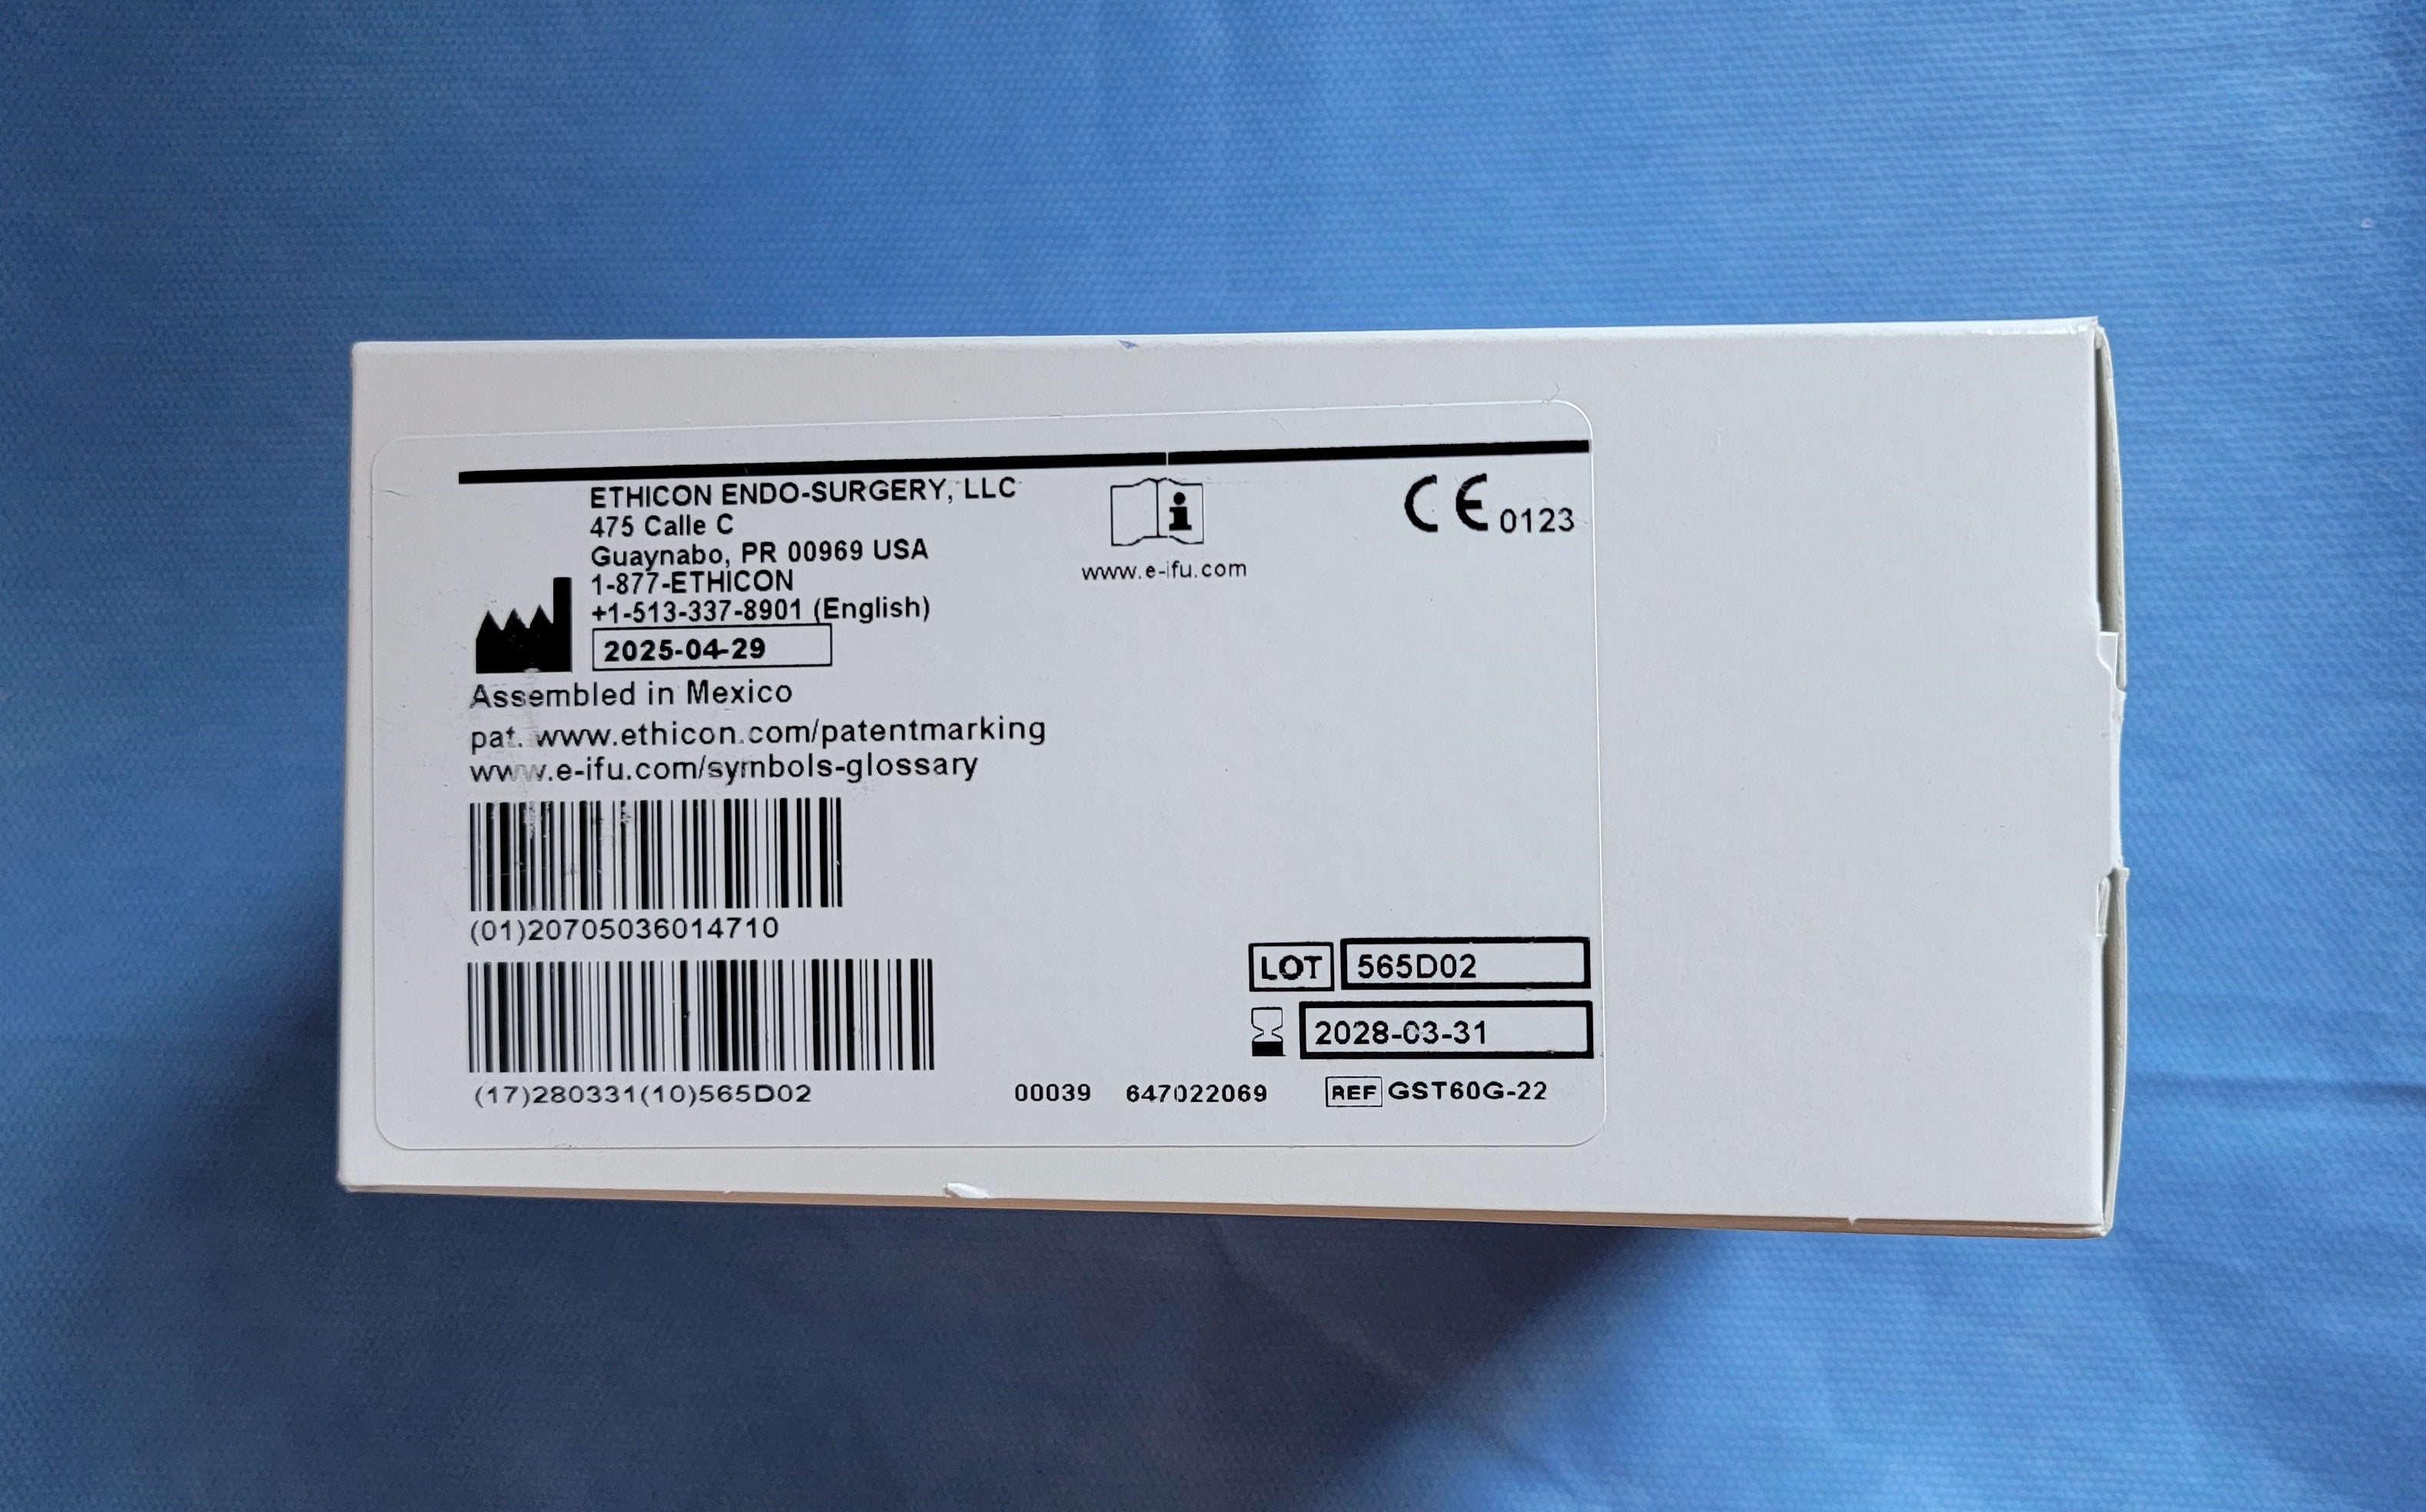 ETHICON ENDO-SURGERY, LLC
475 Calle C
Guaynabo, PR 00969 USA
1-877-ETHICON
+1-513-337-8901 (English)
2025-04-29
Assembled in Mexico
pat. www.ethicon.com/patentmarking
www.e-ifu.com/symbols-glossary
(01)20705036014710
(17)280331(10)565D02
i
www.e-ifu.com
CE 0123
LOT 565D02
2028-03-31
00039 647022069 REF GST60G-22